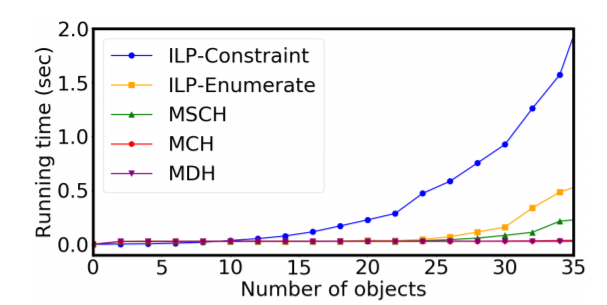 2.0
1.5
1.0
0.5
0.0
Running time (sec)
ILP-Constraint
ILP-Enumerate
MSCH
MCH
MDH
0 5 10 15 20 25 30 35
Number of objects